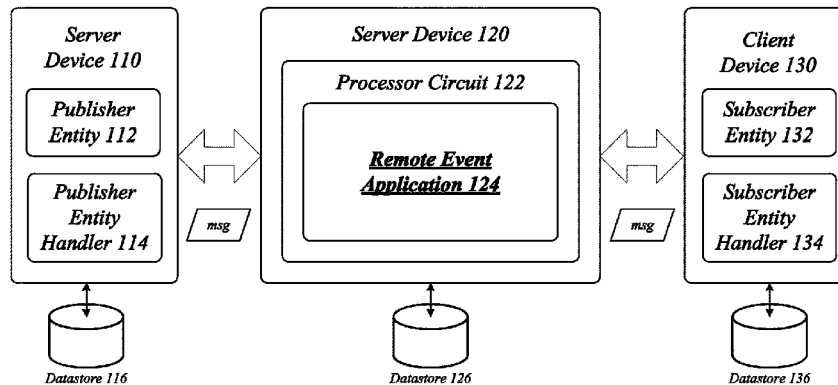 Server
Device 110
Publisher
Entity 112
Publisher
Entity
Handler 114
msg
Server Device 120
Processor Circuit 122
Remote Event
Application 124
msg
Client
Device 130
Subscriber
Entity 132
Subscriber
Entity
Handler 134
Datastore 116
Datastore 126
Datastore 136